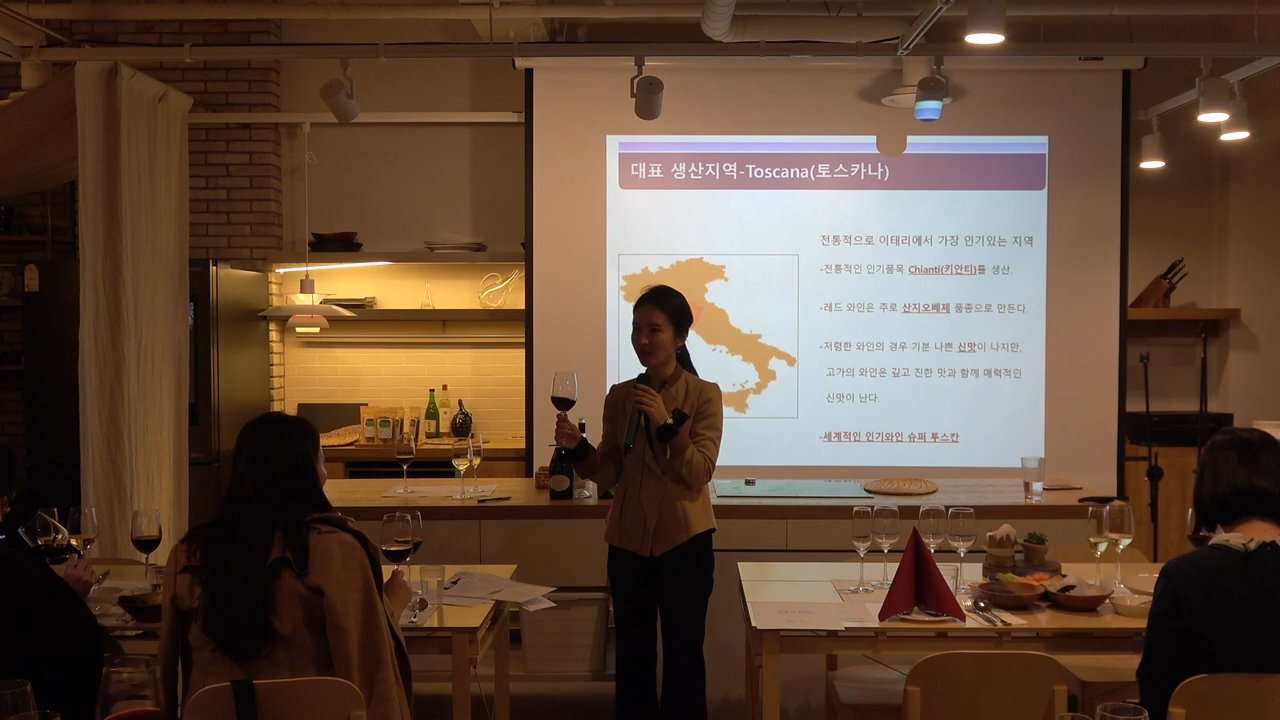 대표 생산지역-Toscana(토스카나)
전통적으로 이태리에서 가장 인기있는 지역
-전통적인 인기품목 Chianti(키안티)를 생산.
-레드 와인은 주로 산지오베제 품종으로 만든다.
-저렴한 와인의 경우 기분 나쁜 신맛이 나지만,
고가의 와인은 깊고 진한 맛과 함께 매력적인
신맛이 난다.
-세계적인 인기와인 슈퍼 투스칸